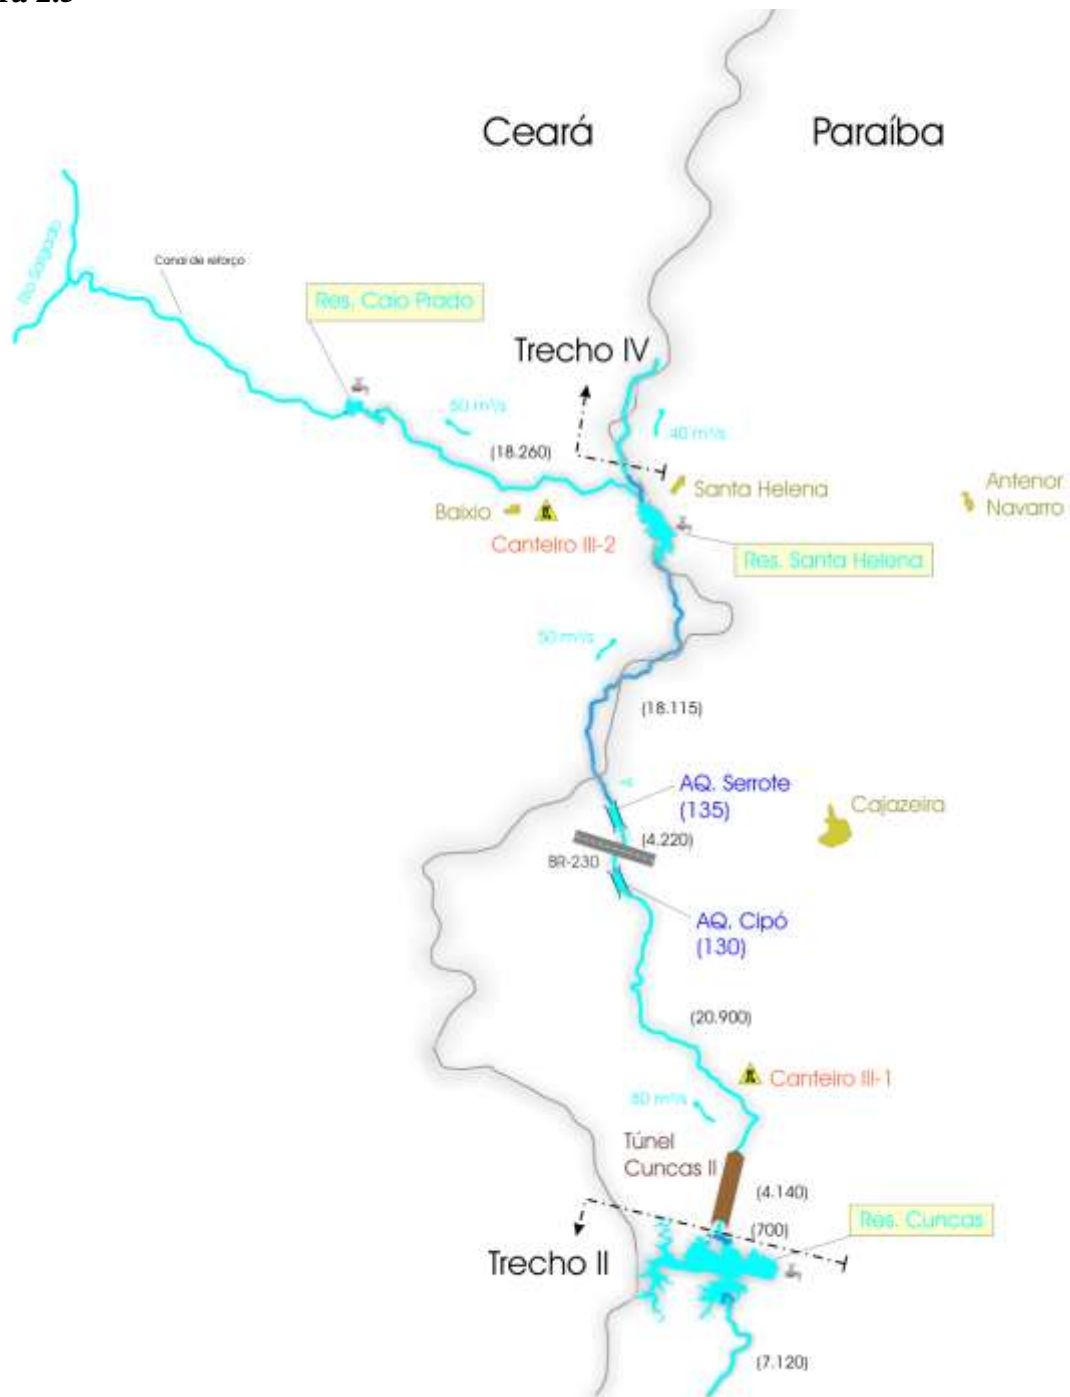 Ceará
Paraíba
Rio Salgado
Canal de reforço
Res. Caio Prado
Trecho IV
50 m³/s
40 m³/s
(18.260)
Santa Helena
Antenor
Navarro
Baixio
Canteiro III-2
Res. Santa Helena
50 m³/s
(18.115)
AQ. Serrote
(135)
Cajazeira
(4.220)
BR-230
AQ. Cipó
(130)
(20.900)
Canteiro III-1
Túnel
Cuncas II
(4.140)
(700)
Res. Cuncas
Trecho II
(7.120)